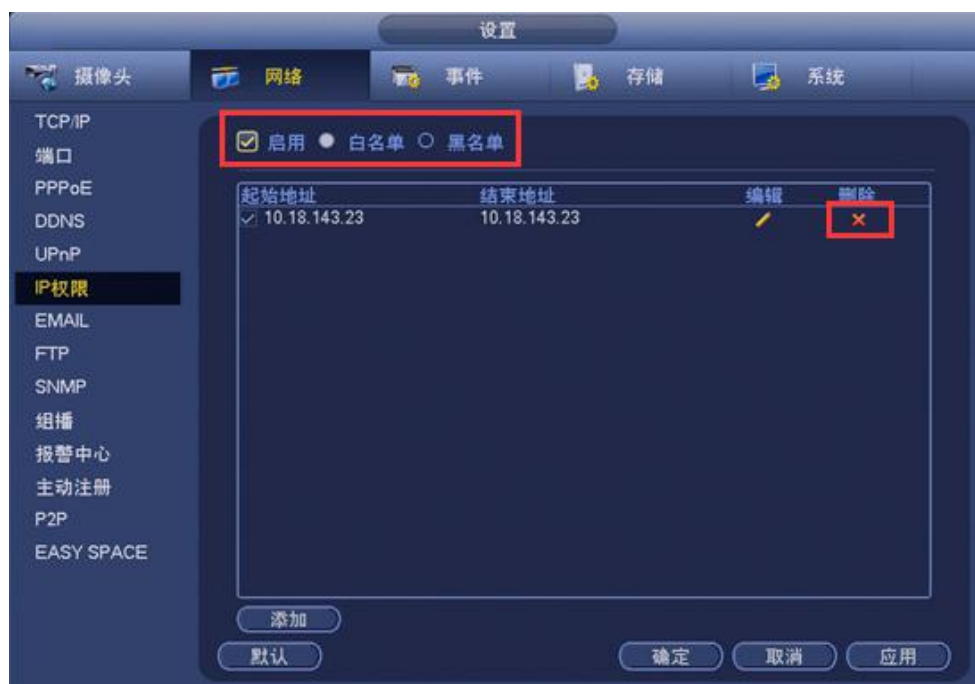 设置
摄像头 网络 事件 存储 系统
TCP/IP
端口
PPPoE
DDNS
UPnP
IP权限
EMAIL
FTP
SNMP
组播
报警中心
主动注册
P2P
EASY SPACE
启用 白名单 黑名单
起始地址 结束地址 编辑 删除
10.18.143.23 10.18.143.23
添加
默认 确定 取消 应用